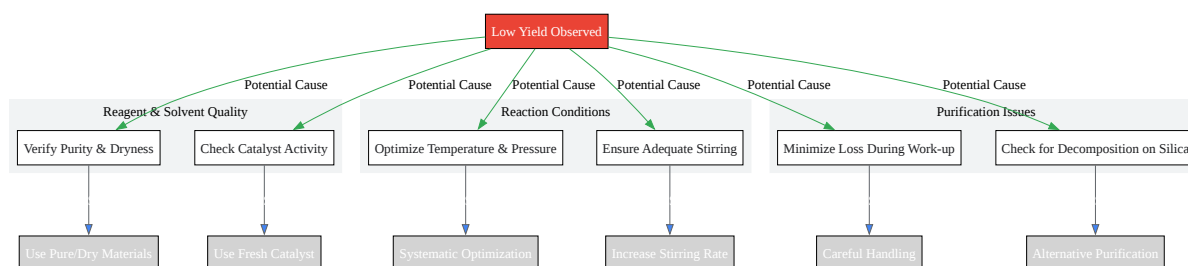 Low Yield Observed
Potential Cause
Potential Cause
Potential Cause
Potential Cause
Potential Cause
Potential Cause
Reagent & Solvent Quality
Reaction Conditions
Purification Issues
Verify Purity & Dryness
Check Catalyst Activity
Optimize Temperature & Pressure
Ensure Adequate Stirring
Minimize Loss During Work-up
Check for Decomposition on Silica
Use Pure/Dry Materials
Use Fresh Catalyst
Systematic Optimization
Increase Stirring Rate
Careful Handling
Alternative Purification